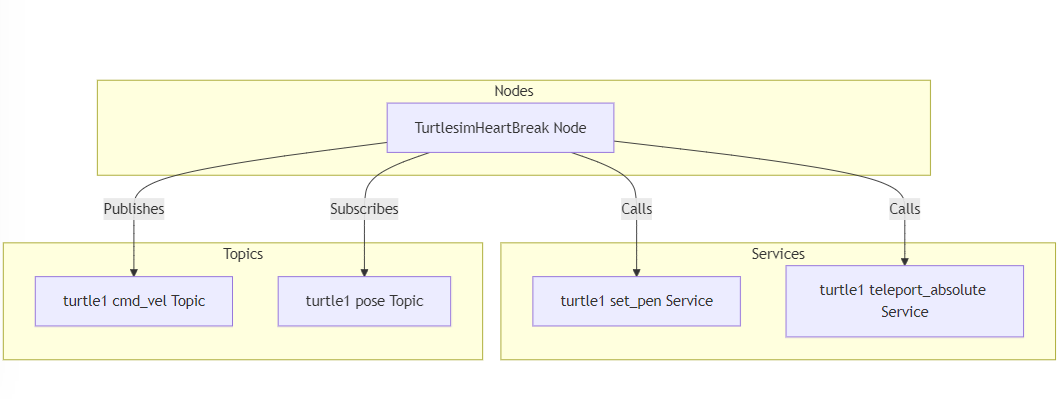 Nodes
TurtlesimHeartBreak Node
Publishes
Subscribes
Calls
Calls
Topics
Services
turtle1 cmd_vel Topic
turtle1 pose Topic
turtle1 set_pen Service
turtle1 teleport_absolute
Service